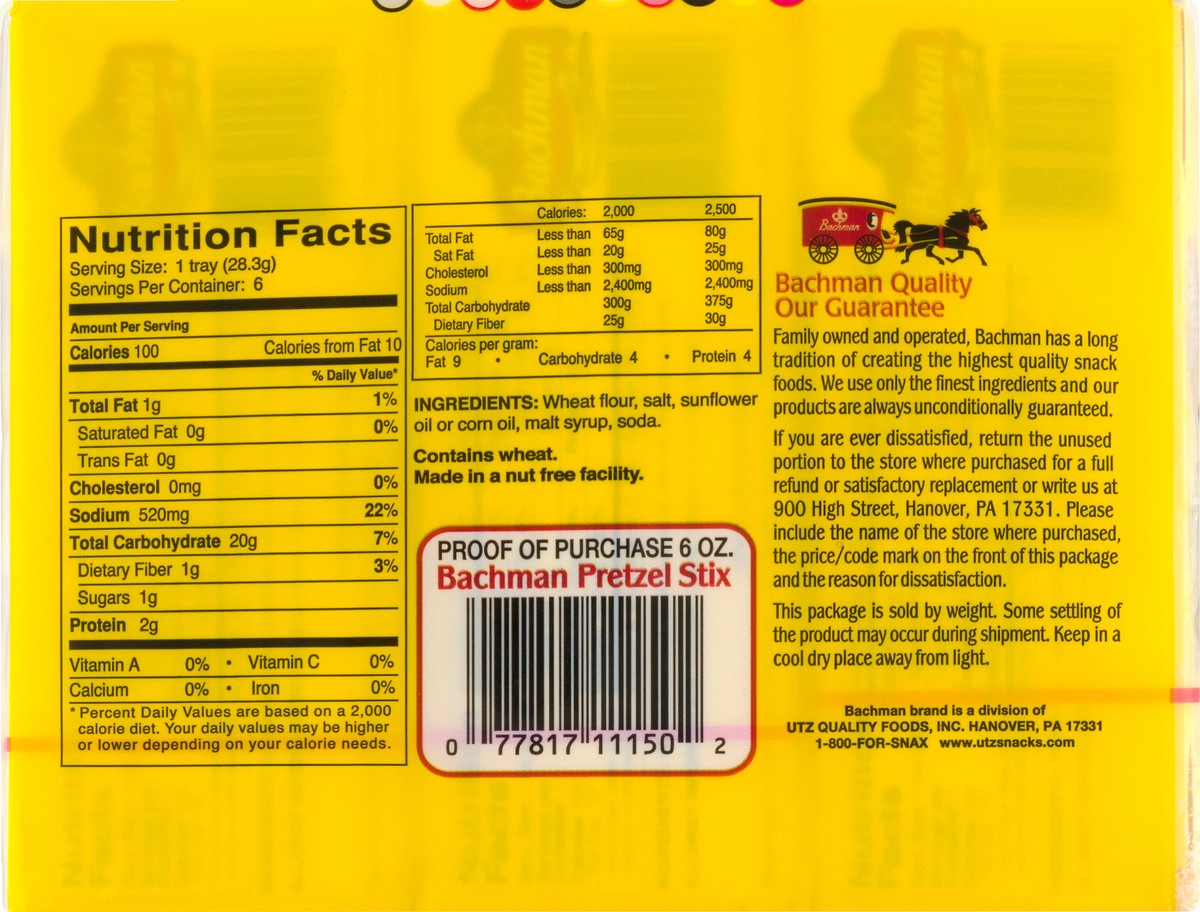 Nutrition Facts
Serving Size: 1 tray (28.3g)
Servings Per Container: 6
Amount Per Serving
Calories 100 Calories from Fat 10
% Daily Value*
Total Fat 1g 1%
Saturated Fat 0g 0%
Trans Fat 0g
Cholesterol 0mg 0%
Sodium 520mg 22%
Total Carbohydrate 20g 7%
Dietary Fiber 1g 3%
Sugars 1g
Protein 2g
Vitamin A 0% • Vitamin C 0%
Calcium 0% • Iron 0%
* Percent Daily Values are based on a 2,000
calorie diet. Your daily values may be higher
or lower depending on your calorie needs.
Calories: 2,000 2,500
Total Fat Less than 65g 80g
Sat Fat Less than 20g 25g
Cholesterol Less than 300mg 300mg
Sodium Less than 2,400mg 2,400mg
Total Carbohydrate 300g 375g
Dietary Fiber 25g 30g
Calories per gram:
Fat 9 • Carbohydrate 4 • Protein 4
INGREDIENTS: Wheat flour, salt, sunflower
oil or corn oil, malt syrup, soda.
Contains wheat.
Made in a nut free facility.
PROOF OF PURCHASE 6 OZ.
Bachman Pretzel Stix
0 77817 11150 2
Bachman
Bachman Quality
Our Guarantee
Family owned and operated, Bachman has a long
tradition of creating the highest quality snack
foods. We use only the finest ingredients and our
products are always unconditionally guaranteed.
If you are ever dissatisfied, return the unused
portion to the store where purchased for a full
refund or satisfactory replacement or write us at
900 High Street, Hanover, PA 17331. Please
include the name of the store where purchased,
the price/code mark on the front of this package
and the reason for dissatisfaction.
This package is sold by weight. Some settling of
the product may occur during shipment. Keep in a
cool dry place away from light.
Bachman brand is a division of
UTZ QUALITY FOODS, INC. HANOVER, PA 17331
1-800-FOR-SNAX www.utzsnacks.com
Bachman
Bachman
Bachman
Nutrition
Facts
Nutrition
Facts
Nutrition
Facts